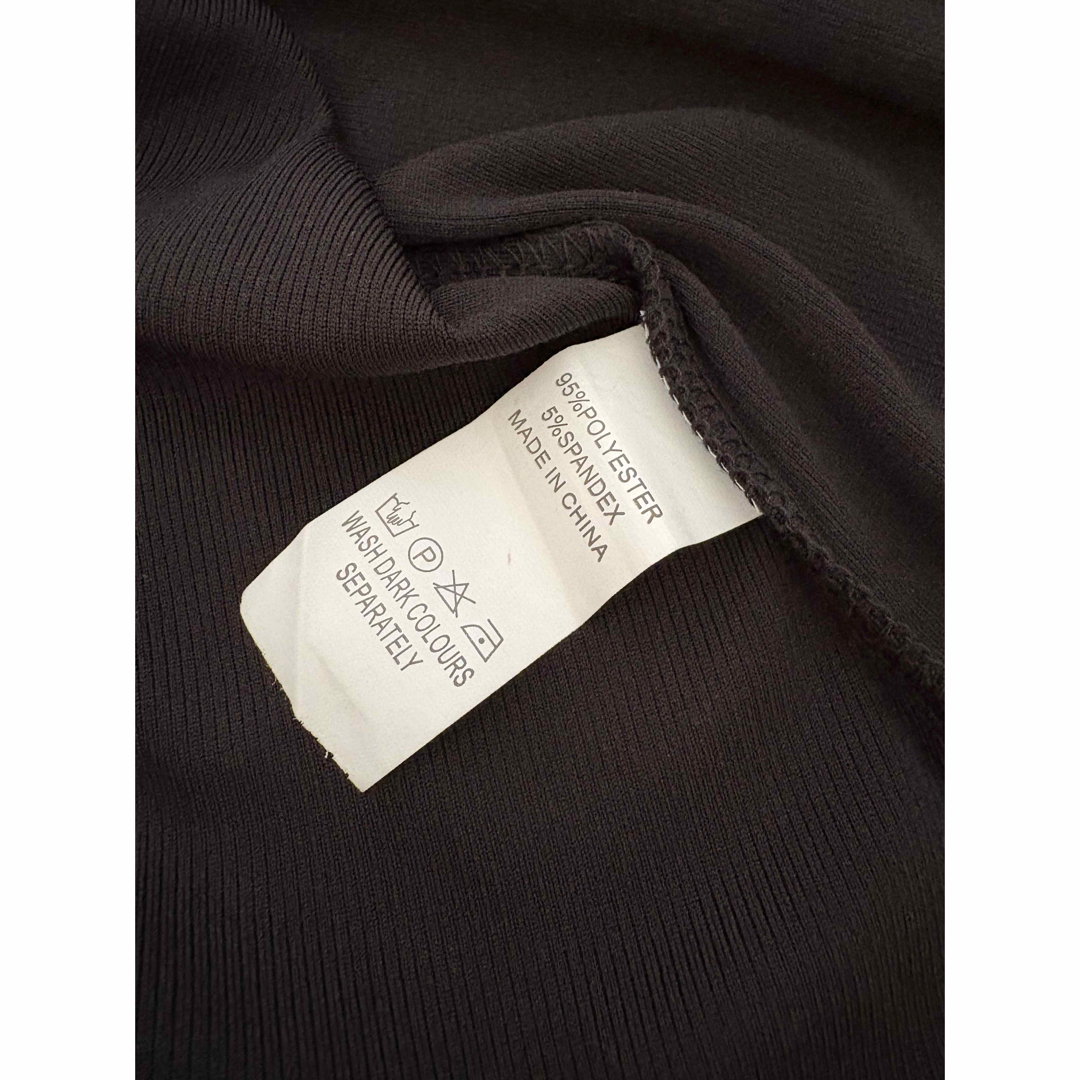 95%POLYESTER
5%SPANDEX
MADE IN CHINA
P
WASH DARK COLOURS
SEPARATELY